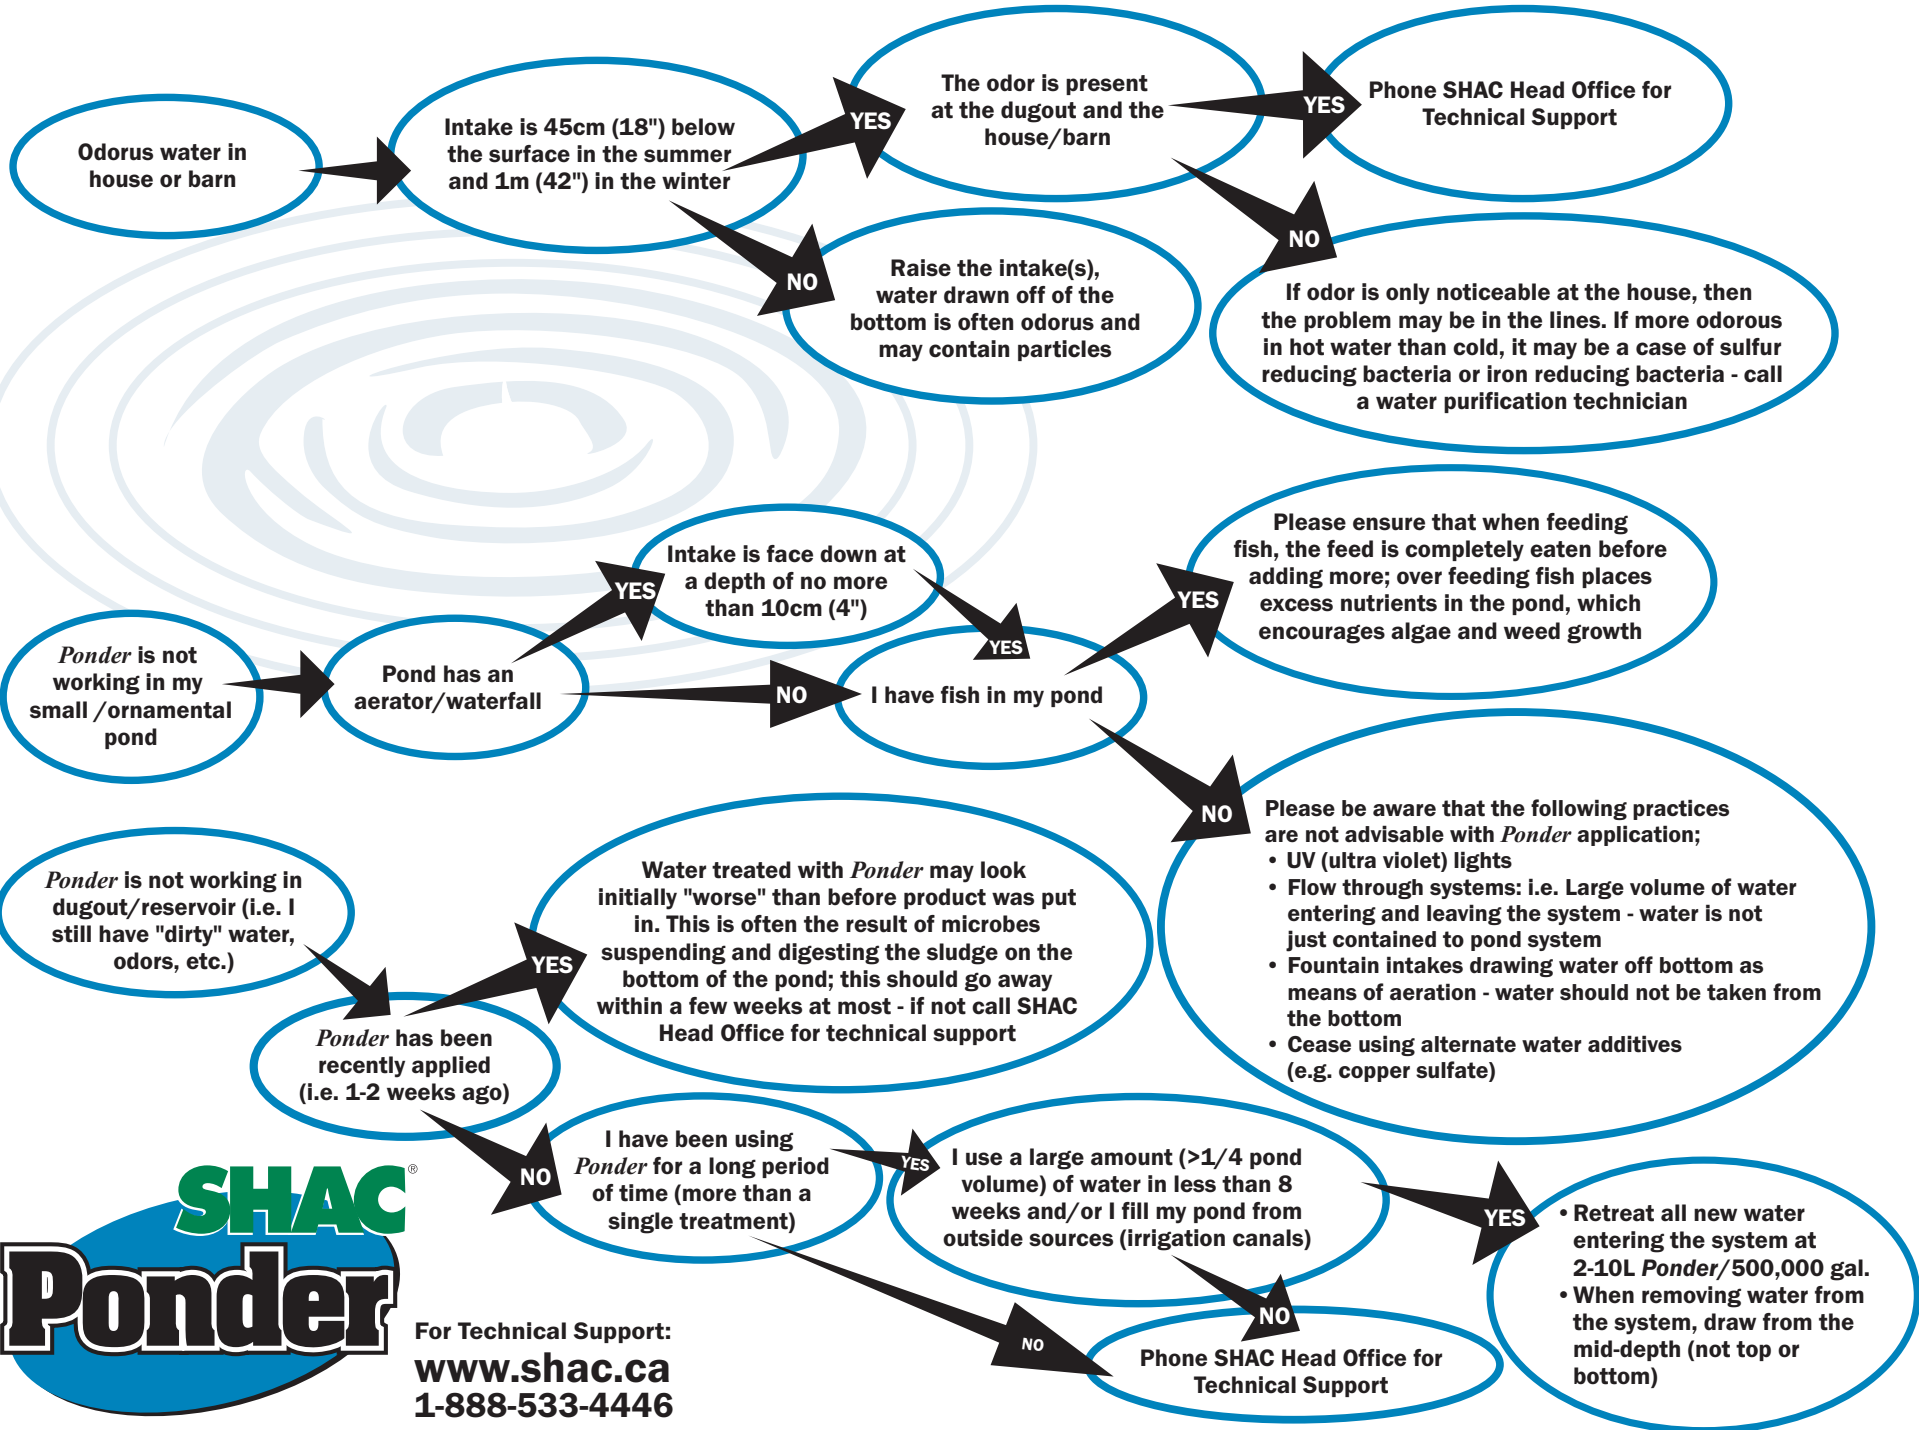 Odorus water in
house or barn
Intake is 45cm (18") below
the surface in the summer
and 1m (42") in the winter
YES
The odor is present
at the dugout and the
house/barn
YES
Phone SHAC Head Office for
Technical Support
NO
Raise the intake(s),
water drawn off of the
bottom is often odorus and
may contain particles
NO
If odor is only noticeable at the house, then
the problem may be in the lines. If more odorous
in hot water than cold, it may be a case of sulfur
reducing bacteria or iron reducing bacteria - call
a water purification technician
Ponder is not
working in my
small /ornamental
pond
Pond has an
aerator/waterfall
YES
Intake is face down at
a depth of no more
than 10cm (4")
YES
NO
I have fish in my pond
YES
Please ensure that when feeding
fish, the feed is completely eaten before
adding more; over feeding fish places
excess nutrients in the pond, which
encourages algae and weed growth
NO
Please be aware that the following practices
are not advisable with Ponder application;
• UV (ultra violet) lights
• Flow through systems: i.e. Large volume of water
entering and leaving the system - water is not
just contained to pond system
• Fountain intakes drawing water off bottom as
means of aeration - water should not be taken from
the bottom
• Cease using alternate water additives
(e.g. copper sulfate)
Ponder is not working in
dugout/reservoir (i.e. I
still have "dirty" water,
odors, etc.)
Ponder has been
recently applied
(i.e. 1-2 weeks ago)
YES
Water treated with Ponder may look
initially "worse" than before product was put
in. This is often the result of microbes
suspending and digesting the sludge on the
bottom of the pond; this should go away
within a few weeks at most - if not call SHAC
Head Office for technical support
NO
I have been using
Ponder for a long period
of time (more than a
single treatment)
YES
I use a large amount (>1/4 pond
volume) of water in less than 8
weeks and/or I fill my pond from
outside sources (irrigation canals)
YES
• Retreat all new water
entering the system at
2-10L Ponder/500,000 gal.
• When removing water from
the system, draw from the
mid-depth (not top or
bottom)
NO
NO
Phone SHAC Head Office for
Technical Support
SHAC®
Ponder
For Technical Support:
www.shac.ca
1-888-533-4446